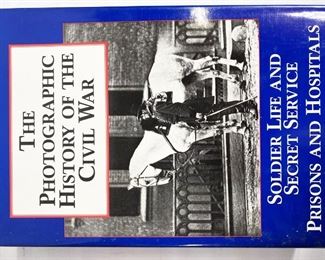 THE
PHOTOGRAPHIC
HISTORY OF THE
CIVIL WAR
SOLDIER LIFE AND
SECRET SERVICE
PRISONS AND HOSPITALS